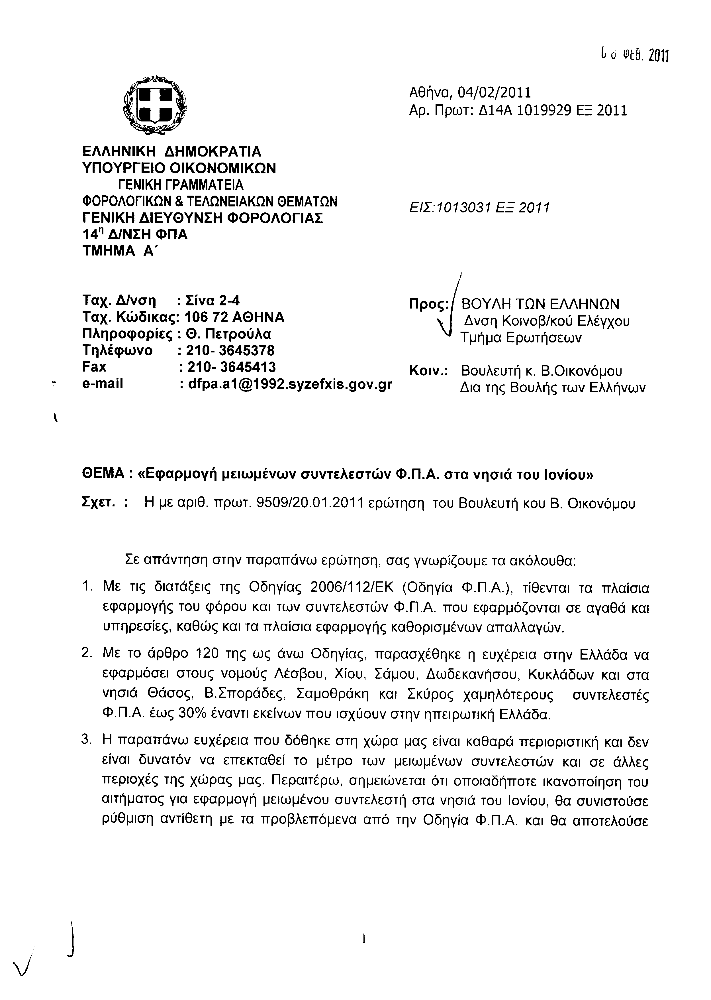 ΦΕΒ. 2011
Αθήνα, 04/02/2011
Αρ. Πρωτ: Δ14Α 1019929 ΕΞ 2011
ΕΛΛΗΝΙΚΗ ΔΗΜΟΚΡΑΤΙΑ
ΥΠΟΥΡΓΕΙΟ ΟΙΚΟΝΟΜΙΚΩΝ
ΓΕΝΙΚΗ ΓΡΑΜΜΑΤΕΙΑ
ΦΟΡΟΛΟΓΙΚΩΝ & ΤΕΛΩΝΕΙΑΚΩΝ ΘΕΜΑΤΩΝ
ΓΕΝΙΚΗ ΔΙΕΥΘΥΝΣΗ ΦΟΡΟΛΟΓΙΑΣ
14η Δ/ΝΣΗ ΦΠΑ
ΤΜΗΜΑ Α΄
ΕΙΣ:1013031 ΕΞ 2011
Ταχ. Δ/νση : Σίνα 2-4
Ταχ. Κώδικας: 106 72 ΑΘΗΝΑ
Πληροφορίες : Θ. Πετρούλα
Τηλέφωνο : 210- 3645378
Fax : 210- 3645413
e-mail : dfpa.a1@1992.syzefxis.gov.gr
Προς: ΒΟΥΛΗ ΤΩΝ ΕΛΛΗΝΩΝ
Δνση Κοινοβ/κού Ελέγχου
Τμήμα Ερωτήσεων
Κοιν.: Βουλευτή κ. Β.Οικονόμου
Δια της Βουλής των Ελλήνων
ΘΕΜΑ : «Εφαρμογή μειωμένων συντελεστών Φ.Π.Α. στα νησιά του Ιονίου»
Σχετ. : Η με αριθ. πρωτ. 9509/20.01.2011 ερώτηση του Βουλευτή κου Β. Οικονόμου
Σε απάντηση στην παραπάνω ερώτηση, σας γνωρίζουμε τα ακόλουθα:
1. Με τις διατάξεις της Οδηγίας 2006/112/ΕΚ (Οδηγία Φ.Π.Α.), τίθενται τα πλαίσια
εφαρμογής του φόρου και των συντελεστών Φ.Π.Α. που εφαρμόζονται σε αγαθά και
υπηρεσίες, καθώς και τα πλαίσια εφαρμογής καθορισμένων απαλλαγών.
2. Με το άρθρο 120 της ως άνω Οδηγίας, παρασχέθηκε η ευχέρεια στην Ελλάδα να
εφαρμόσει στους νομούς Λέσβου, Χίου, Σάμου, Δωδεκανήσου, Κυκλάδων και στα
νησιά Θάσος, Β.Σποράδες, Σαμοθράκη και Σκύρος χαμηλότερους συντελεστές
Φ.Π.Α. έως 30% έναντι εκείνων που ισχύουν στην ηπειρωτική Ελλάδα.
3. Η παραπάνω ευχέρεια που δόθηκε στη χώρα μας είναι καθαρά περιοριστική και δεν
είναι δυνατόν να επεκταθεί το μέτρο των μειωμένων συντελεστών και σε άλλες
περιοχές της χώρας μας. Περαιτέρω, σημειώνεται ότι οποιαδήποτε ικανοποίηση του
αιτήματος για εφαρμογή μειωμένου συντελεστή στα νησιά του Ιονίου, θα συνιστούσε
ρύθμιση αντίθετη με τα προβλεπόμενα από την Οδηγία Φ.Π.Α. και θα αποτελούσε
1